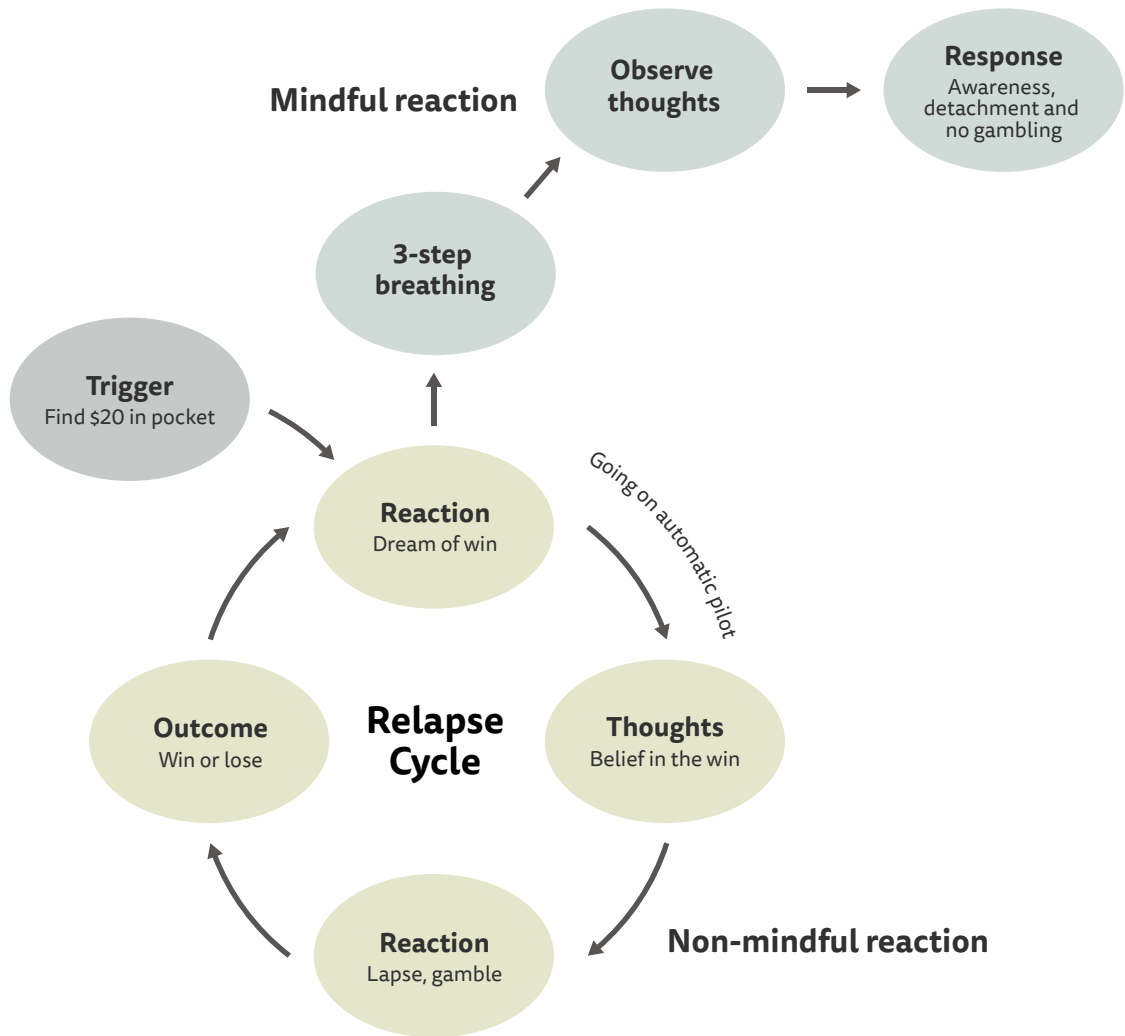 Observe
thoughts
Response
Awareness,
detachment and
no gambling
Mindful reaction
3-step
breathing
Trigger
Find $20 in pocket
Reaction
Dream of win
Going on automatic pilot
Outcome
Win or lose
Relapse
Cycle
Thoughts
Belief in the win
Reaction
Lapse, gamble
Non-mindful reaction